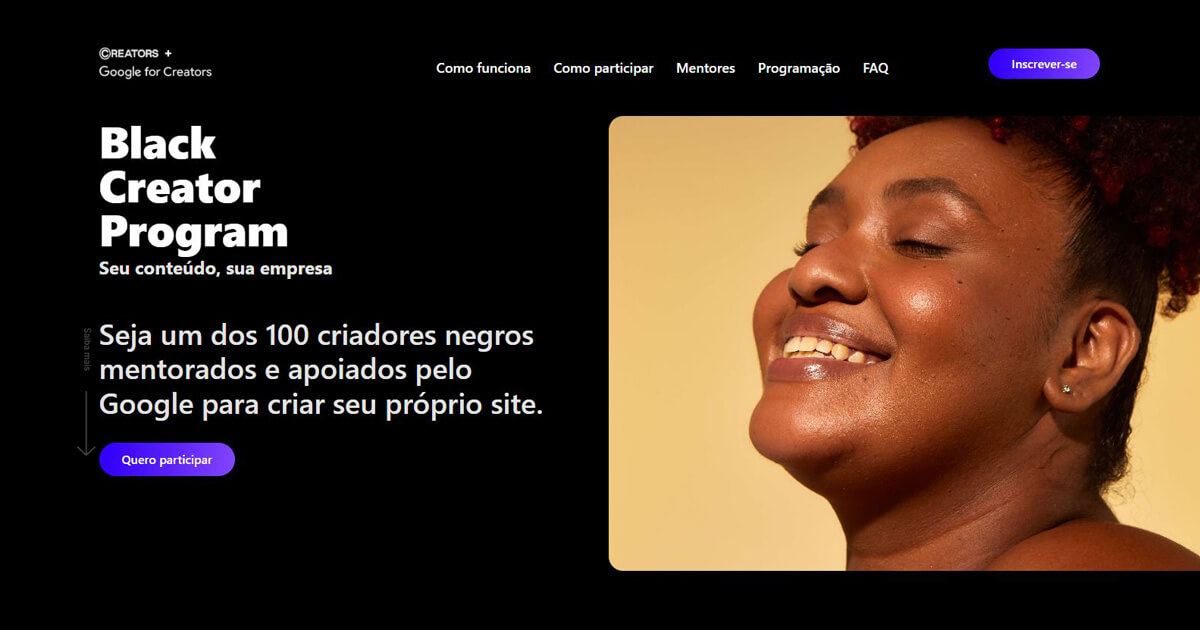 ©REATORS +
Google for Creators
Como funciona
Como participar
Mentores
Programação
FAQ
Inscrever-se
Black
Creator
Program
Seu conteúdo, sua empresa
Saiba mais
Seja um dos 100 criadores negros
mentorados e apoiados pelo
Google para criar seu próprio site.
Quero participar